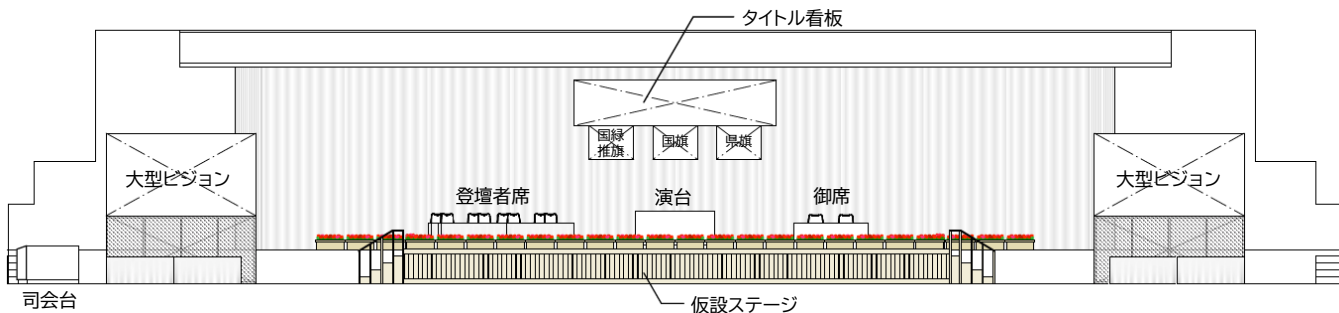 タイトル看板
国緑
推旗
国旗
県旗
大型ビジョン
大型ビジョン
登壇者席
演台
御席
司会台
仮設ステージ